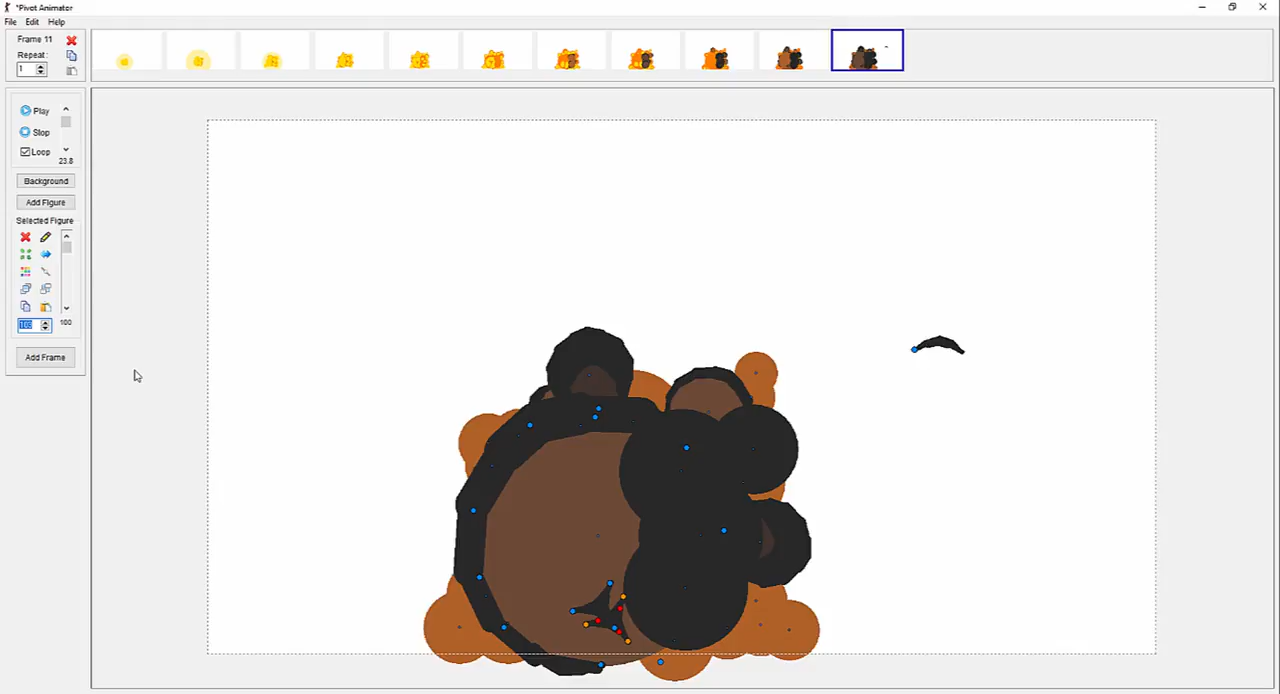 *Pivot Animator
File Edit Help
Frame 11
Repeat:
1
Play
Stop
Loop
23.8
Background
Add Figure
Selected Figure
100
Add Frame